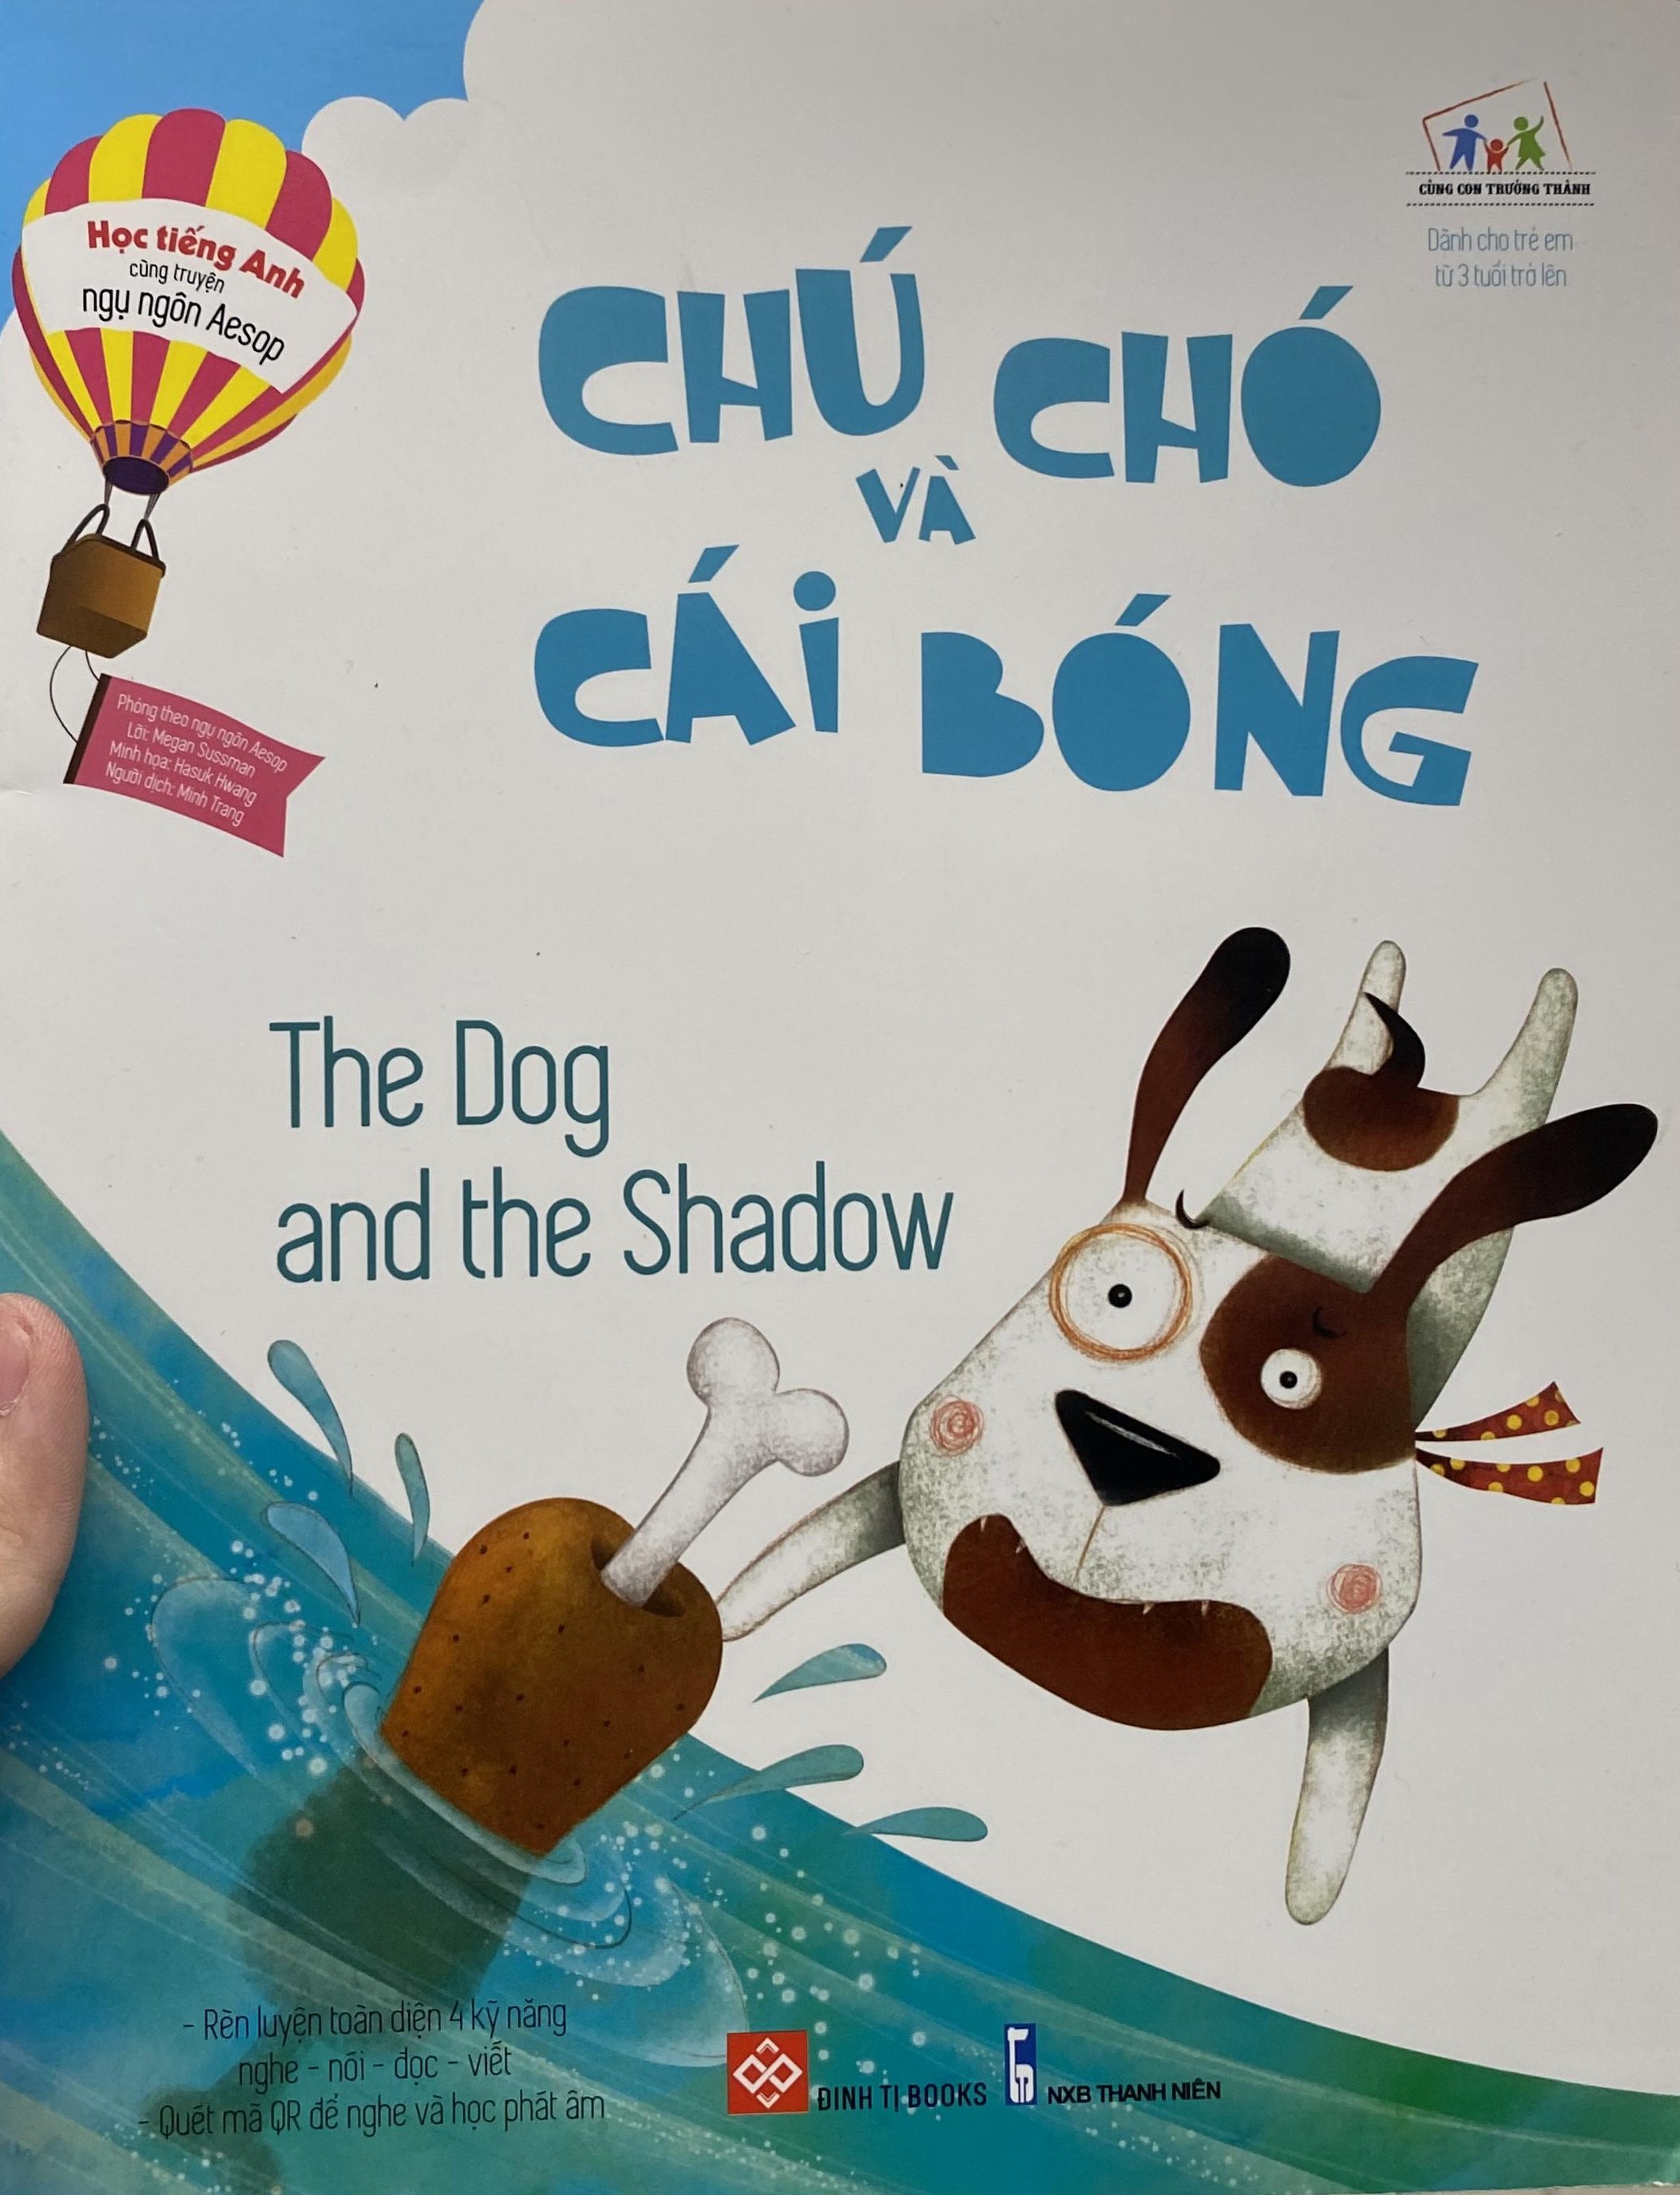 Học tiếng Anh
cùng truyện
ngụ ngôn Aesop
CÙNG CON TRƯỞNG THÀNH
Dành cho trẻ em
từ 3 tuổi trở lên
CHÚ CHÓ
VÀ
CÁI BÓNG
Phỏng theo ngụ ngôn Aesop
Lời: Megan Sussman
Minh họa: Hasuk Hwang
Người dịch: Minh Trang
The Dog
and the Shadow
- Rèn luyện toàn diện 4 kỹ năng
nghe - nói - đọc - viết
- Quét mã QR để nghe và học phát âm
ĐINH TỊ BOOKS
NXB THANH NIÊN